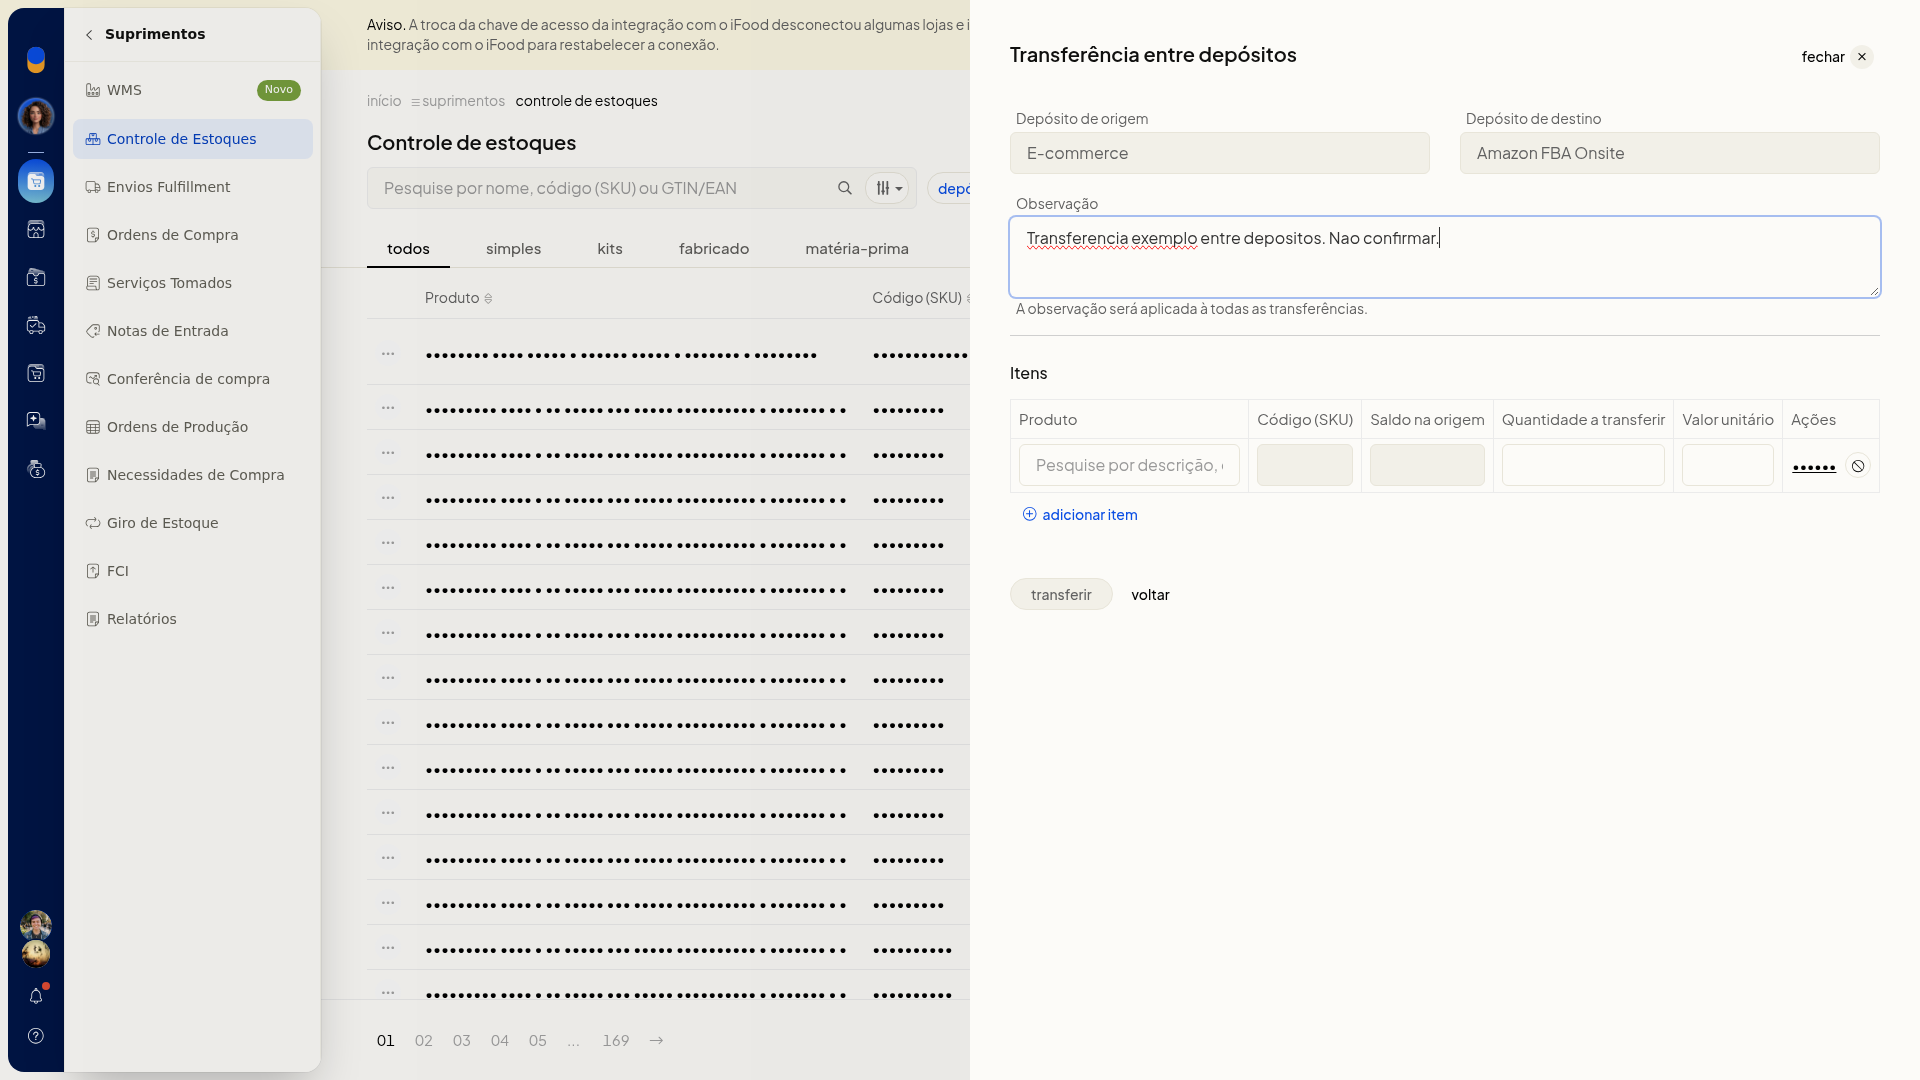 Suprimentos
WMS
Novo
Controle de Estoques
Envios Fulfillment
Ordens de Compra
Serviços Tomados
Notas de Entrada
Conferência de compra
Ordens de Produção
Necessidades de Compra
Giro de Estoque
FCI
Relatórios
Aviso. A troca da chave de acesso da integração com o iFood desconectou algumas lojas e i
integração com o iFood para restabelecer a conexão.
início suprimentos controle de estoques
Controle de estoques
Pesquise por nome, código (SKU) ou GTIN/EAN
depó
todos simples kits fabricado matéria-prima
Produto Código (SKU)
01 02 03 04 05 ... 169 →
Transferência entre depósitos
fechar
Depósito de origem Depósito de destino
E-commerce Amazon FBA Onsite
Observação
Transferencia exemplo entre depositos. Nao confirmar.
A observação será aplicada à todas as transferências.
Itens
Produto Código (SKU) Saldo na origem Quantidade a transferir Valor unitário Ações
Pesquise por descrição,
adicionar item
transferir voltar